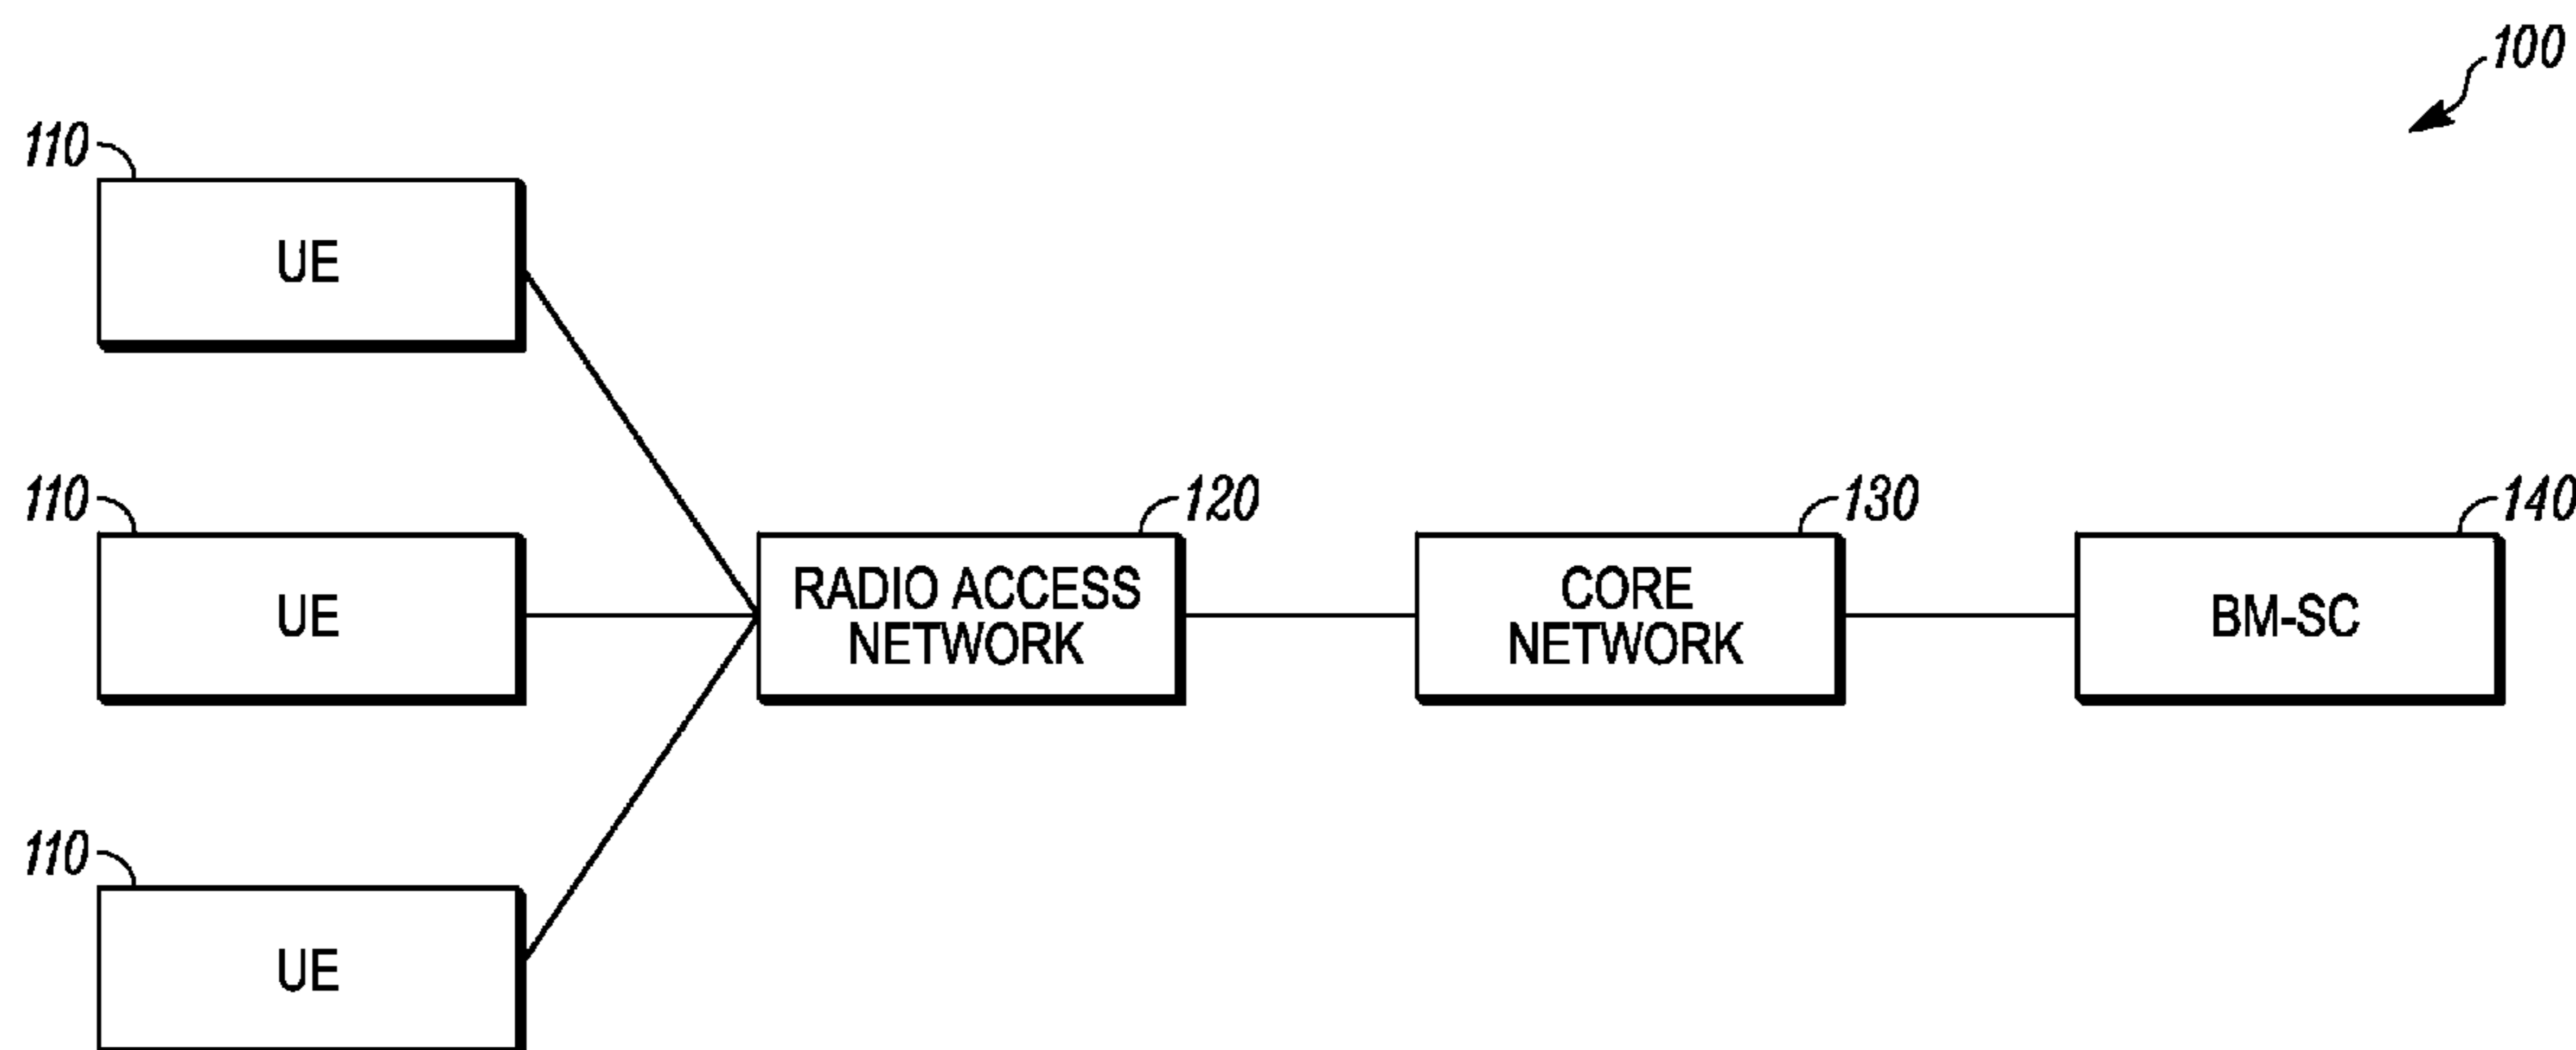 100
110
UE
110
UE
120
RADIO ACCESS
NETWORK
130
CORE
NETWORK
140
BM-SC
110
UE